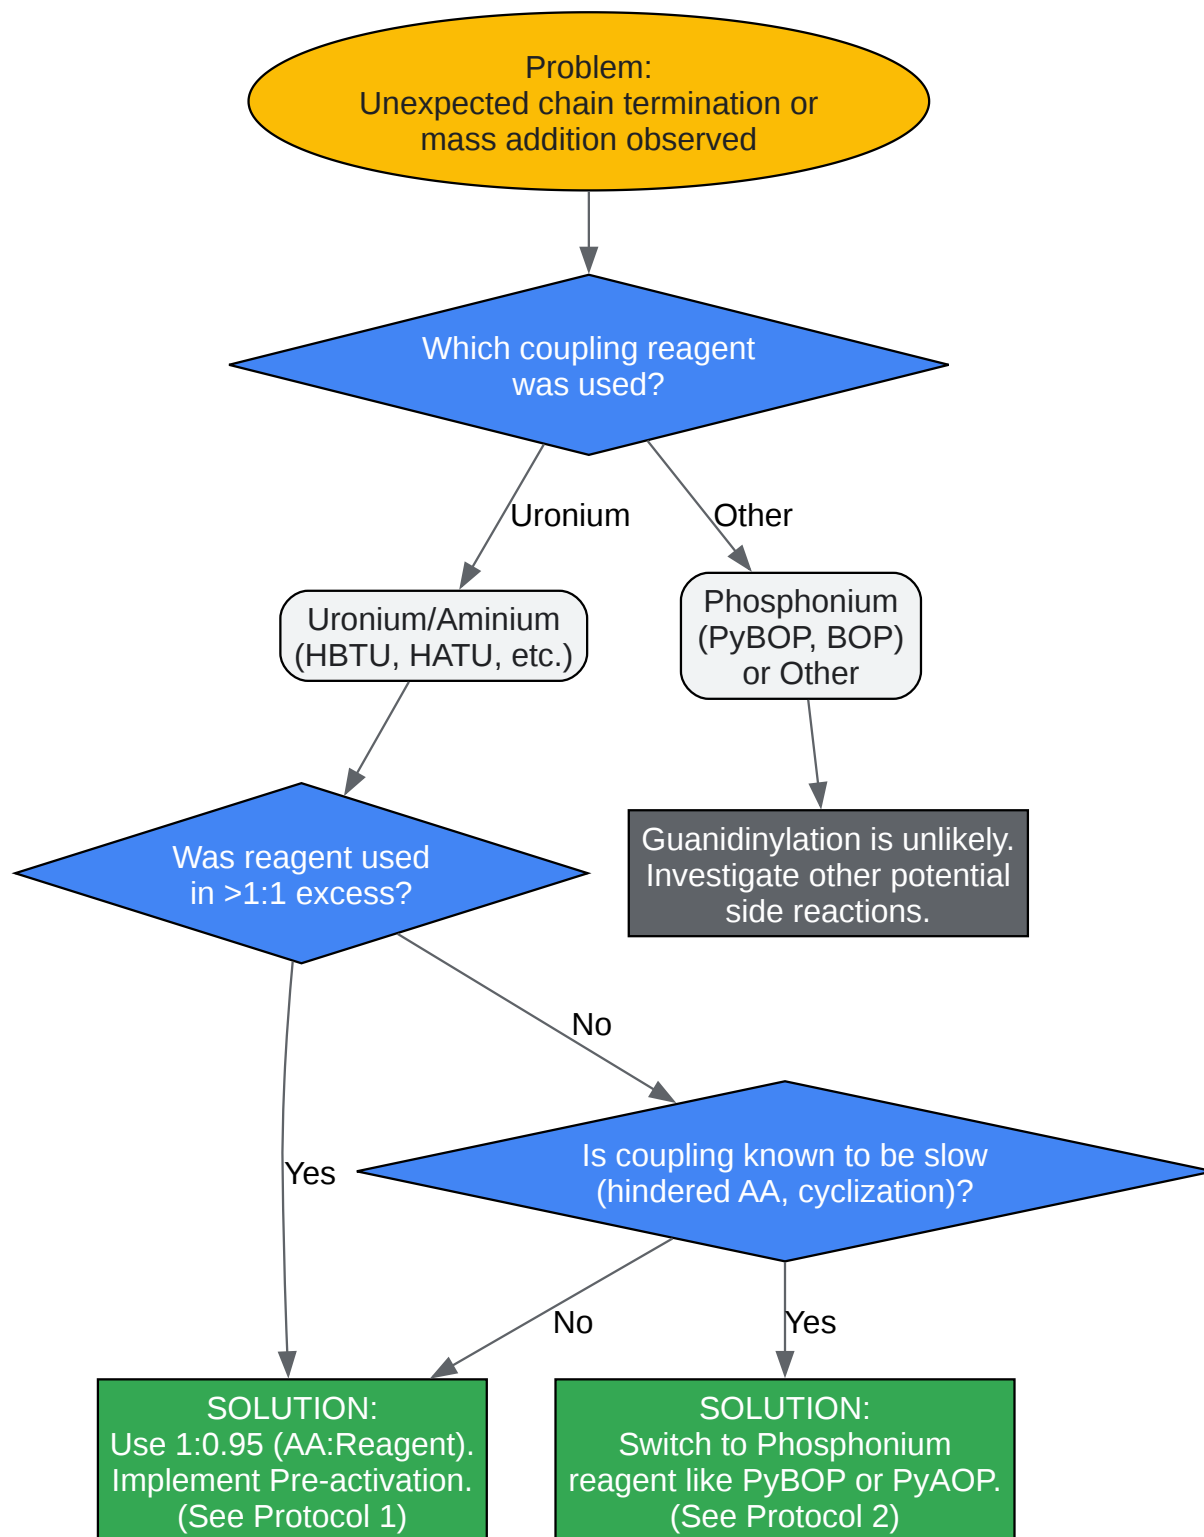 Problem:
Unexpected chain termination or
mass addition observed
Which coupling reagent
was used?
Uronium
Other
Uronium/Aminium
(HBTU, HATU, etc.)
Phosphonium
(PyBOP, BOP)
or Other
Was reagent used
in >1:1 excess?
Guanidinylation is unlikely.
Investigate other potential
side reactions.
No
Yes
Is coupling known to be slow
(hindered AA, cyclization)?
No
Yes
SOLUTION:
Use 1:0.95 (AA:Reagent).
Implement Pre-activation.
(See Protocol 1)
SOLUTION:
Switch to Phosphonium
reagent like PyBOP or PyAOP.
(See Protocol 2)